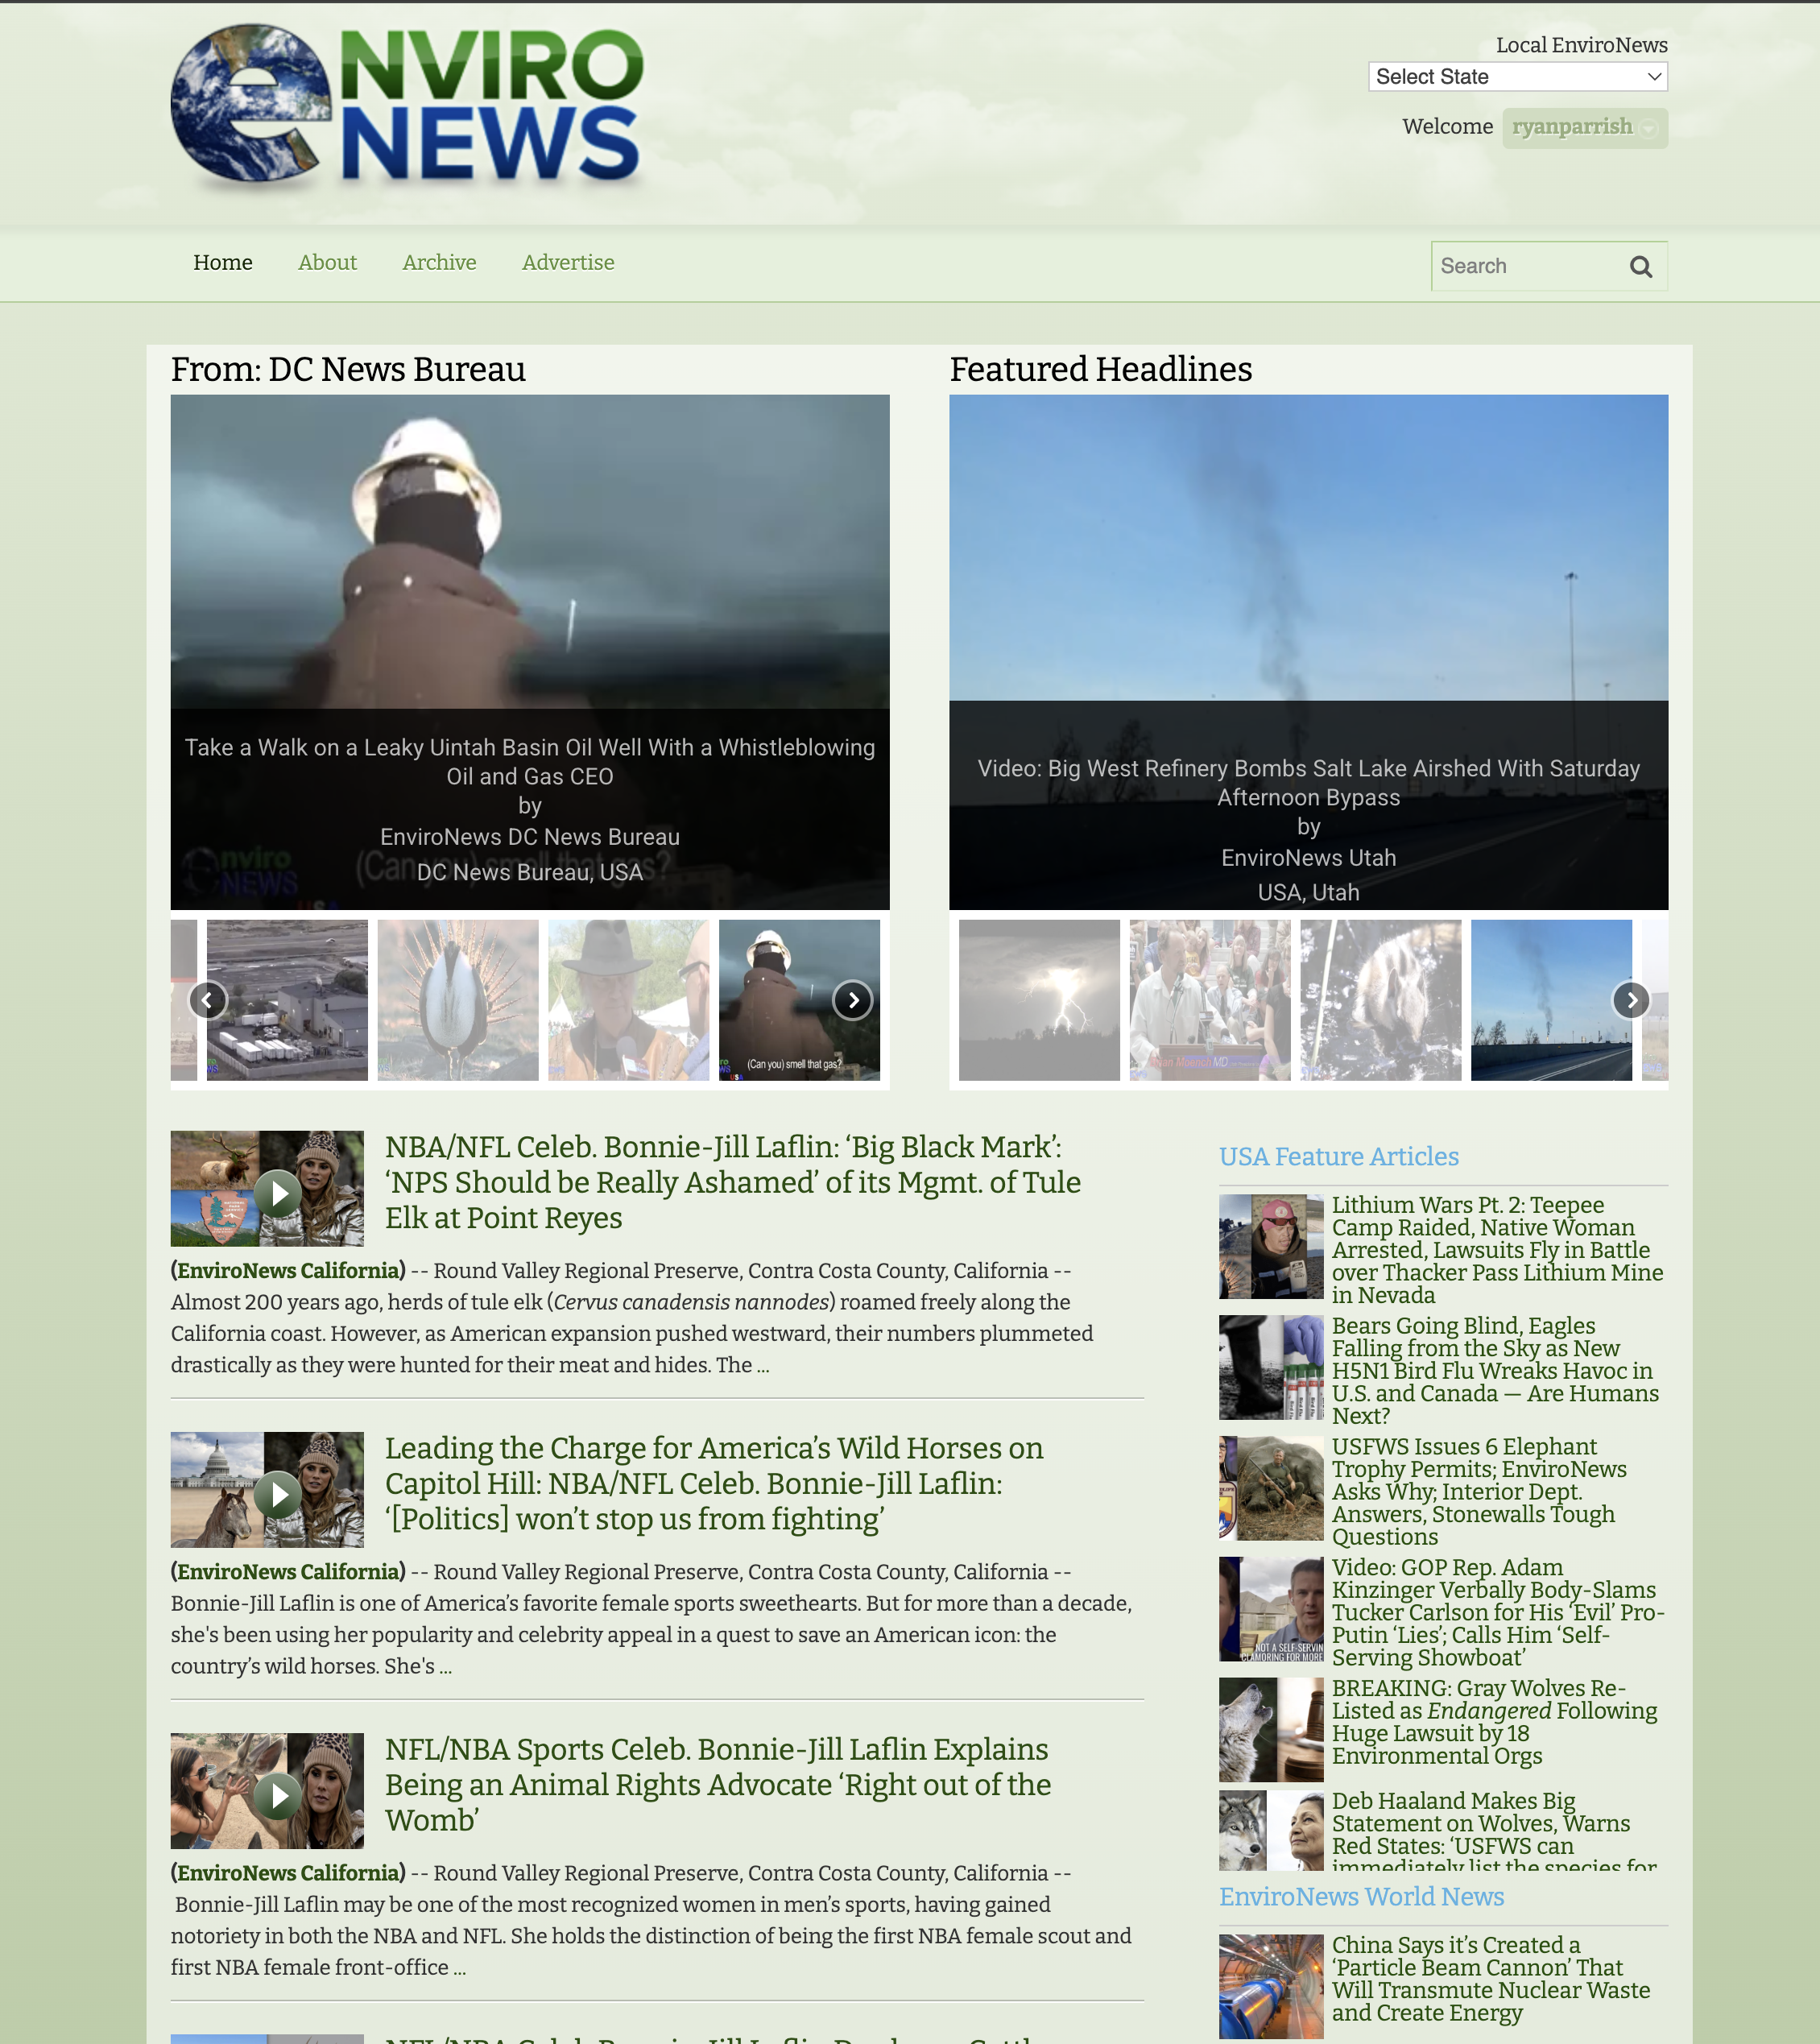 eNVIRO
NEWS
Local EnviroNews
Select State
Welcome ryanparrish
Home About Archive Advertise
Search
From: DC News Bureau
Take a Walk on a Leaky Uintah Basin Oil Well With a Whistleblowing
Oil and Gas CEO
by
EnviroNews DC News Bureau
DC News Bureau, USA
enviro
NEWS
USA
(Can you) smell that gas?
(Can you) smell that gas?
Featured Headlines
Video: Big West Refinery Bombs Salt Lake Airshed With Saturday
Afternoon Bypass
by
EnviroNews Utah
USA, Utah
NBA/NFL Celeb. Bonnie-Jill Laflin: ‘Big Black Mark’:
‘NPS Should be Really Ashamed’ of its Mgmt. of Tule
Elk at Point Reyes
(EnviroNews California) -- Round Valley Regional Preserve, Contra Costa County, California --
Almost 200 years ago, herds of tule elk (Cervus canadensis nannodes) roamed freely along the
California coast. However, as American expansion pushed westward, their numbers plummeted
drastically as they were hunted for their meat and hides. The ...
Leading the Charge for America’s Wild Horses on
Capitol Hill: NBA/NFL Celeb. Bonnie-Jill Laflin:
‘[Politics] won’t stop us from fighting’
(EnviroNews California) -- Round Valley Regional Preserve, Contra Costa County, California --
Bonnie-Jill Laflin is one of America’s favorite female sports sweethearts. But for more than a decade,
she's been using her popularity and celebrity appeal in a quest to save an American icon: the
country’s wild horses. She's ...
NFL/NBA Sports Celeb. Bonnie-Jill Laflin Explains
Being an Animal Rights Advocate ‘Right out of the
Womb’
(EnviroNews California) -- Round Valley Regional Preserve, Contra Costa County, California --
Bonnie-Jill Laflin may be one of the most recognized women in men’s sports, having gained
notoriety in both the NBA and NFL. She holds the distinction of being the first NBA female scout and
first NBA female front-office ...
USA Feature Articles
Lithium Wars Pt. 2: Teepee
Camp Raided, Native Woman
Arrested, Lawsuits Fly in Battle
over Thacker Pass Lithium Mine
in Nevada
Bears Going Blind, Eagles
Falling from the Sky as New
H5N1 Bird Flu Wreaks Havoc in
U.S. and Canada — Are Humans
Next?
USFWS Issues 6 Elephant
Trophy Permits; EnviroNews
Asks Why; Interior Dept.
Answers, Stonewalls Tough
Questions
Video: GOP Rep. Adam
Kinzinger Verbally Body-Slams
Tucker Carlson for His ‘Evil’ Pro-
Putin ‘Lies’; Calls Him ‘Self-
Serving Showboat’
NOT A SELF-SERVIN
CLAMORING FOR MORE
BREAKING: Gray Wolves Re-
Listed as Endangered Following
Huge Lawsuit by 18
Environmental Orgs
Deb Haaland Makes Big
Statement on Wolves, Warns
Red States: ‘USFWS can
immediately list the species for
EnviroNews World News
China Says it’s Created a
‘Particle Beam Cannon’ That
Will Transmute Nuclear Waste
and Create Energy